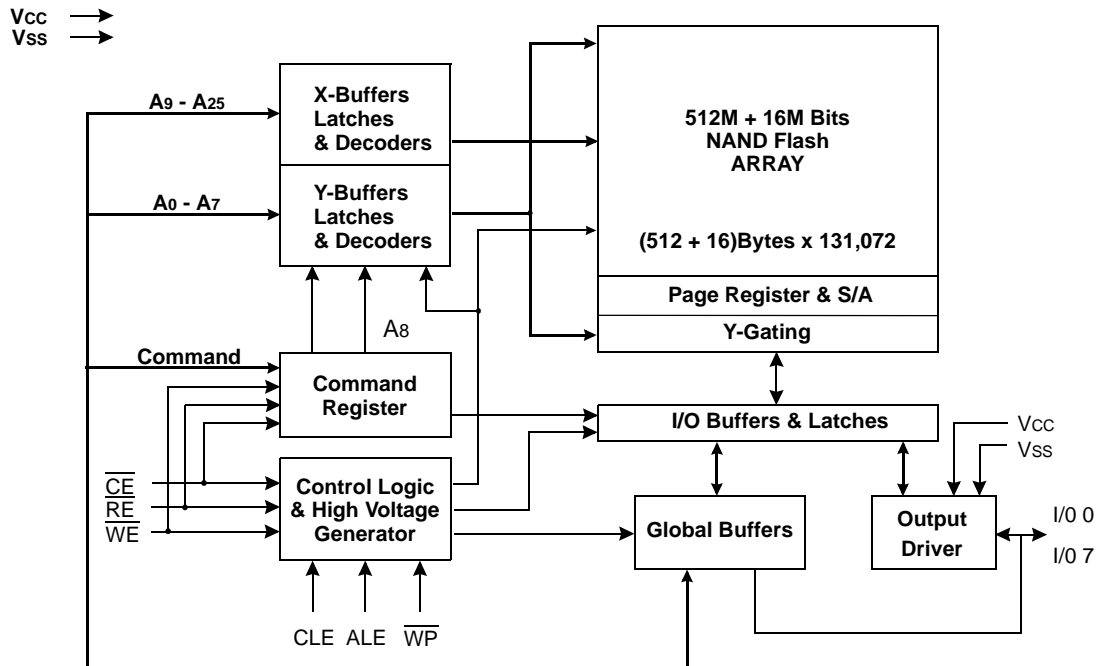 VCC
VSS
A9 - A25
X-Buffers
Latches
& Decoders
512M + 16M Bits
NAND Flash
ARRAY
A0 - A7
Y-Buffers
Latches
& Decoders
(512 + 16)Bytes x 131,072
Page Register & S/A
Y-Gating
A8
Command
Command
Register
I/O Buffers & Latches
VCC
VSS
CE
RE
WE
Control Logic
& High Voltage
Generator
Global Buffers
Output
Driver
I/0 0
I/0 7
CLE
ALE
WP